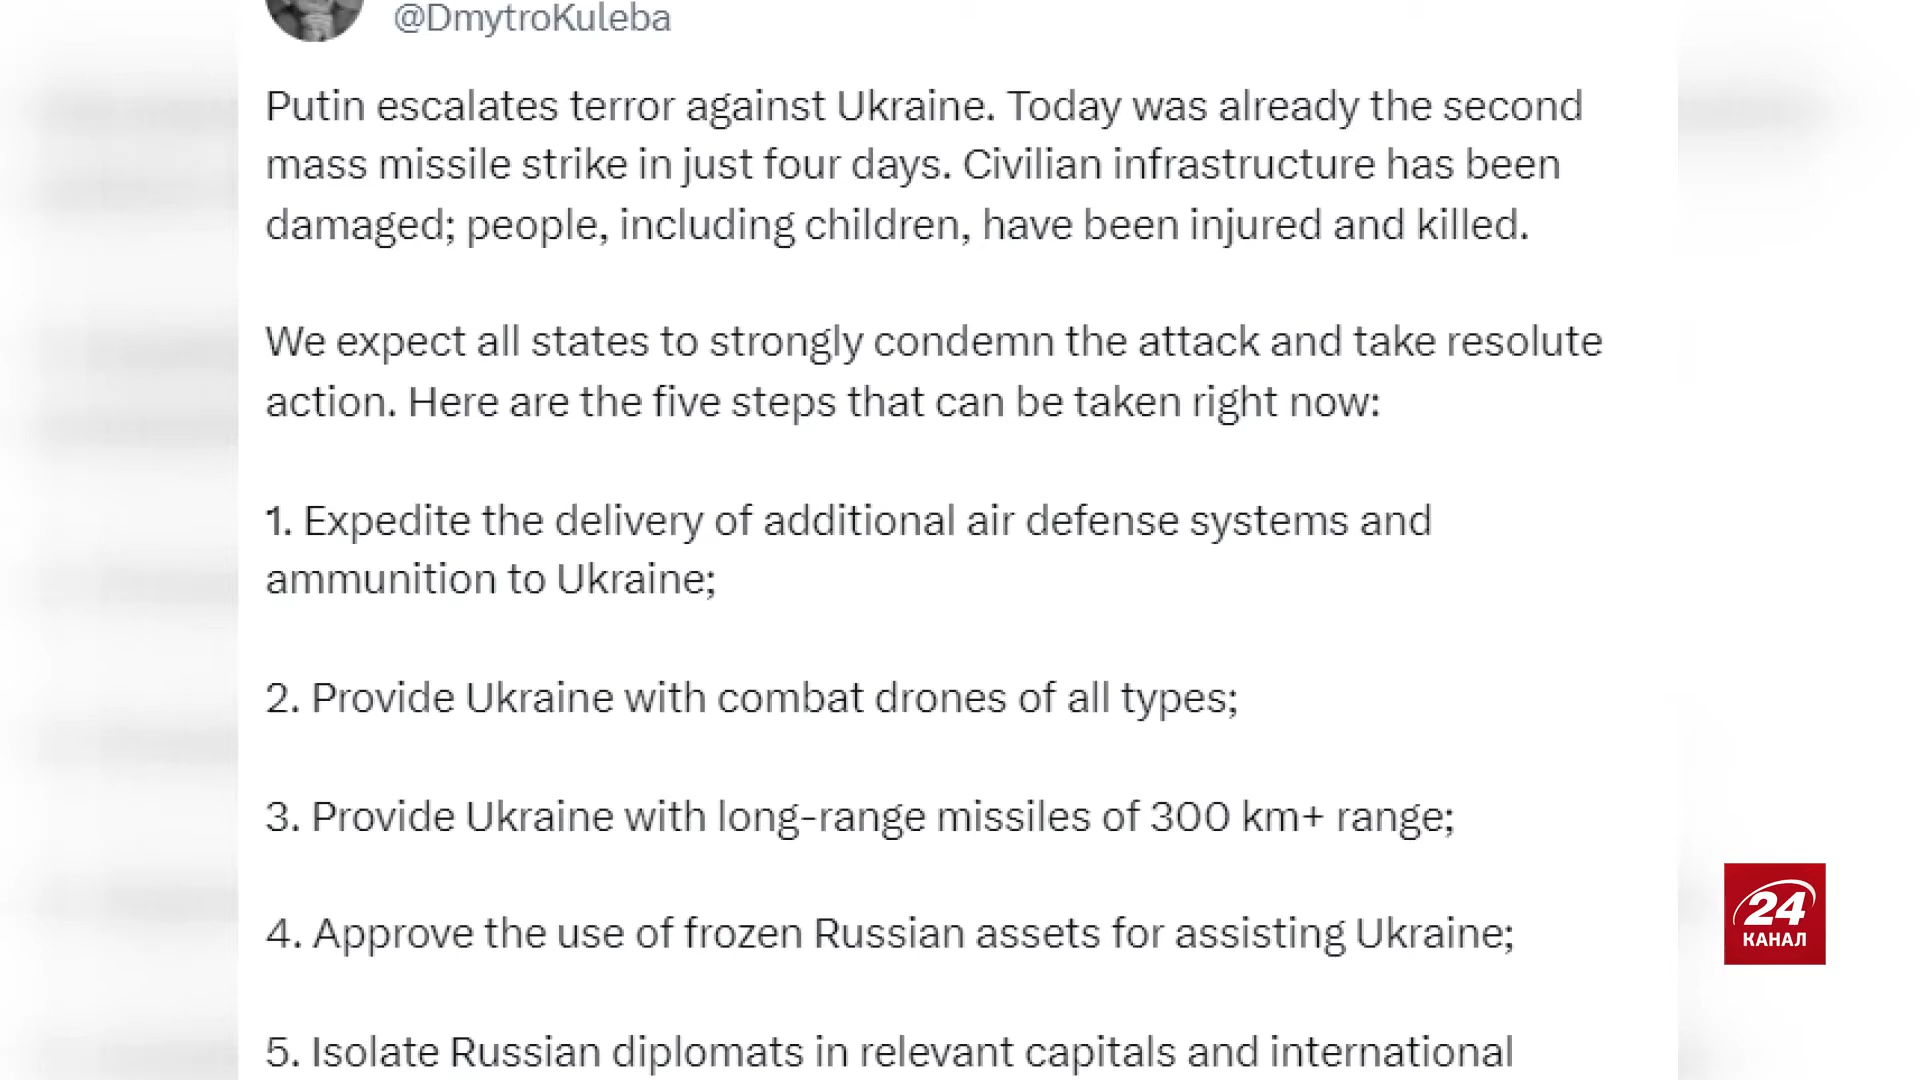 @DmytroKuleba
Putin escalates terror against Ukraine. Today was already the second
mass missile strike in just four days. Civilian infrastructure has been
damaged; people, including children, have been injured and killed.
We expect all states to strongly condemn the attack and take resolute
action. Here are the five steps that can be taken right now:
1. Expedite the delivery of additional air defense systems and
ammunition to Ukraine;
2. Provide Ukraine with combat drones of all types;
3. Provide Ukraine with long-range missiles of 300 km+ range;
4. Approve the use of frozen Russian assets for assisting Ukraine;
5. Isolate Russian diplomats in relevant capitals and international
24
КАНАЛ